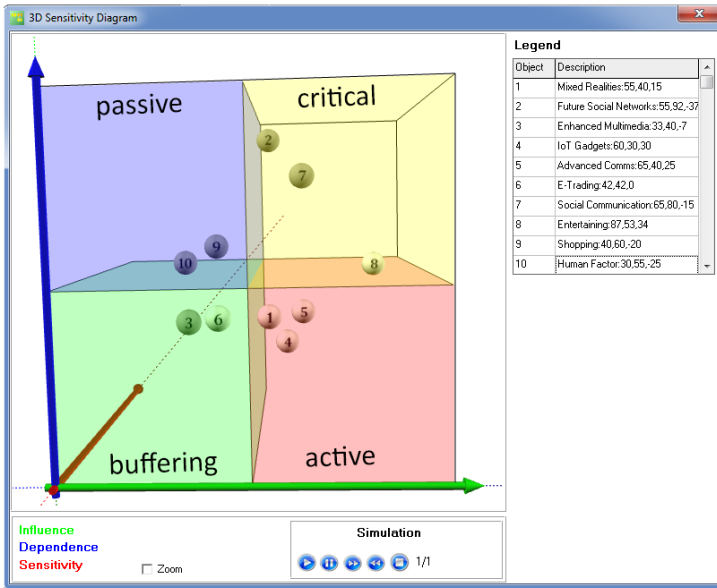 3D Sensitivity Diagram
x
passive
critical
2
7
9
10
8
3
6
1
5
4
buffering
active
Influence
Dependence
Sensitivity
Zoom
Simulation
1/1
Legend
Object Description
1 Mixed Realities:55,40,15
2 Future Social Networks:55,92,-37
3 Enhanced Multimedia:33,40,-7
4 IoT Gadgets:60,30,30
5 Advanced Comms:65,40,25
6 E-Trading:42,42,0
7 Social Communication:65,80,-15
8 Entertaining:87,53,34
9 Shopping:40,60,-20
10 Human Factor:30,55,-25